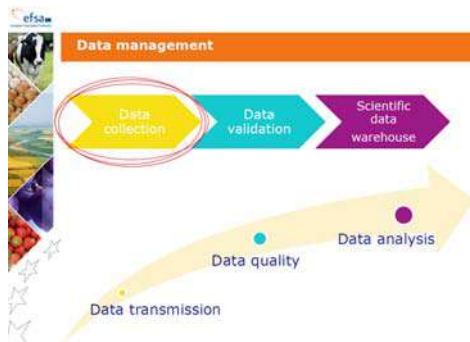 efsa
Data management
Data
collection
Data
validation
Scientific
data
warehouse
Data analysis
Data quality
Data transmission